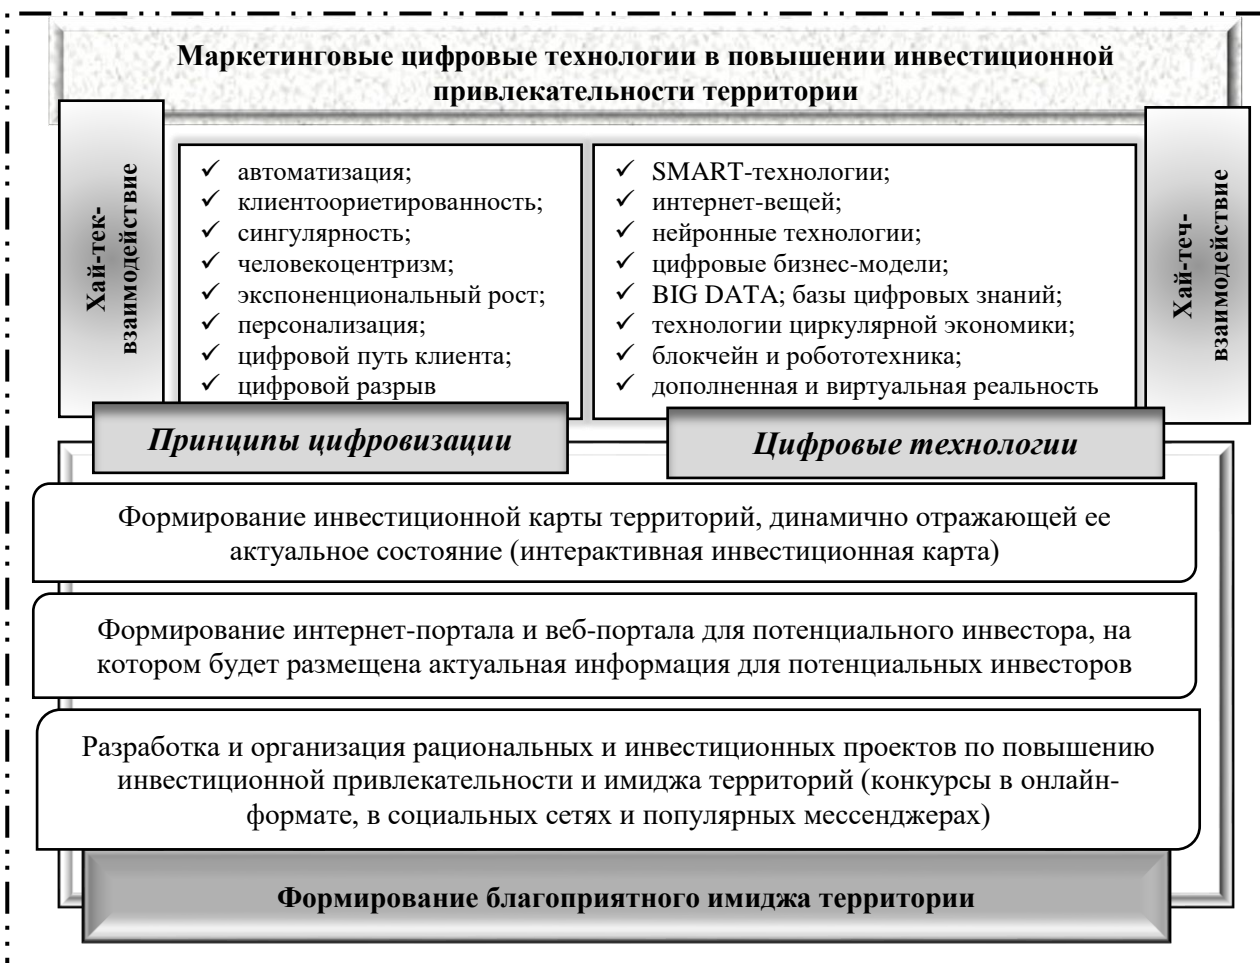 Маркетинговые цифровые технологии в повышении инвестиционной
привлекательности территории
Хай-тек-
взаимодействие
автоматизация;
клиентоориетированность;
сингулярность;
человекоцентризм;
экспоненциональный рост;
персонализация;
цифровой путь клиента;
цифровой разрыв
SMART-технологии;
интернет-вещей;
нейронные технологии;
цифровые бизнес-модели;
BIG DATA; базы цифровых знаний;
технологии циркулярной экономики;
блокчейн и робототехника;
дополненная и виртуальная реальность
Хай-теч-
взаимодействие
Принципы цифровизации
Цифровые технологии
Формирование инвестиционной карты территорий, динамично отражающей ее
актуальное состояние (интерактивная инвестиционная карта)
Формирование интернет-портала и веб-портала для потенциального инвестора, на
котором будет размещена актуальная информация для потенциальных инвесторов
Разработка и организация рациональных и инвестиционных проектов по повышению
инвестиционной привлекательности и имиджа территорий (конкурсы в онлайн-
формате, в социальных сетях и популярных мессенджерах)
Формирование благоприятного имиджа территории